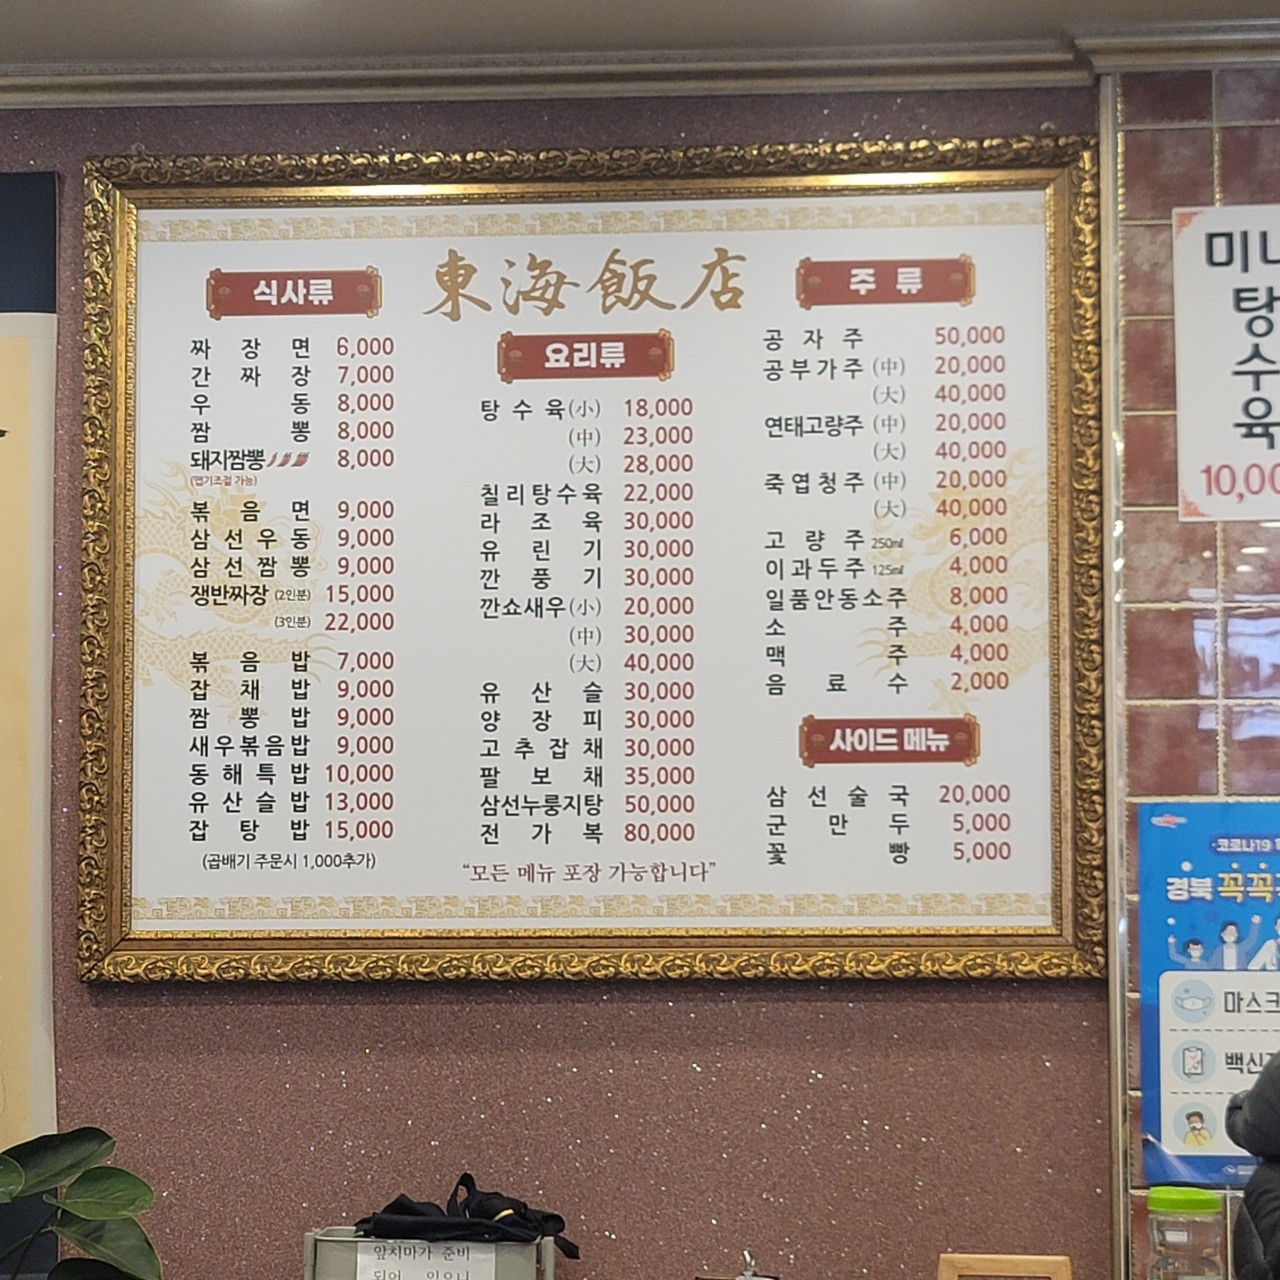 東海飯店
식사류
짜장면 6,000
간짜장 7,000
우동 8,000
짬뽕 8,000
돼지짬뽕 8,000
(맵기조절 가능)
볶음면 9,000
삼선우동 9,000
삼선짬뽕 9,000
쟁반짜장 (2인분) 15,000
(3인분) 22,000
볶음밥 7,000
잡채밥 9,000
짬뽕밥 9,000
새우볶음밥 9,000
동해특밥 10,000
유산슬밥 13,000
잡탕밥 15,000
(곱배기 주문시 1,000추가)
요리류
탕수육(小) 18,000
(中) 23,000
(大) 28,000
칠리탕수육 22,000
라조육 30,000
유린기 30,000
깐풍기 30,000
깐쇼새우(小) 20,000
(中) 30,000
(大) 40,000
유산슬 30,000
양장피 30,000
고추잡채 30,000
팔보채 35,000
삼선누룽지탕 50,000
전가복 80,000
“모든 메뉴 포장 가능합니다”
주류
공자주 50,000
공부가주 (中) 20,000
(大) 40,000
연태고량주 (中) 20,000
(大) 40,000
죽엽청주 (中) 20,000
(大) 40,000
고량주 250㎖ 6,000
이과두주 125㎖ 4,000
일품안동소주 8,000
소주 4,000
맥주 4,000
음료수 2,000
사이드 메뉴
삼선술국 20,000
군만두 5,000
꽃빵 5,000
미니
탕
수
육
10,00
코로나19
경북 꼭꼭
마스크
백신
앞치마가 준비
되어 있으니